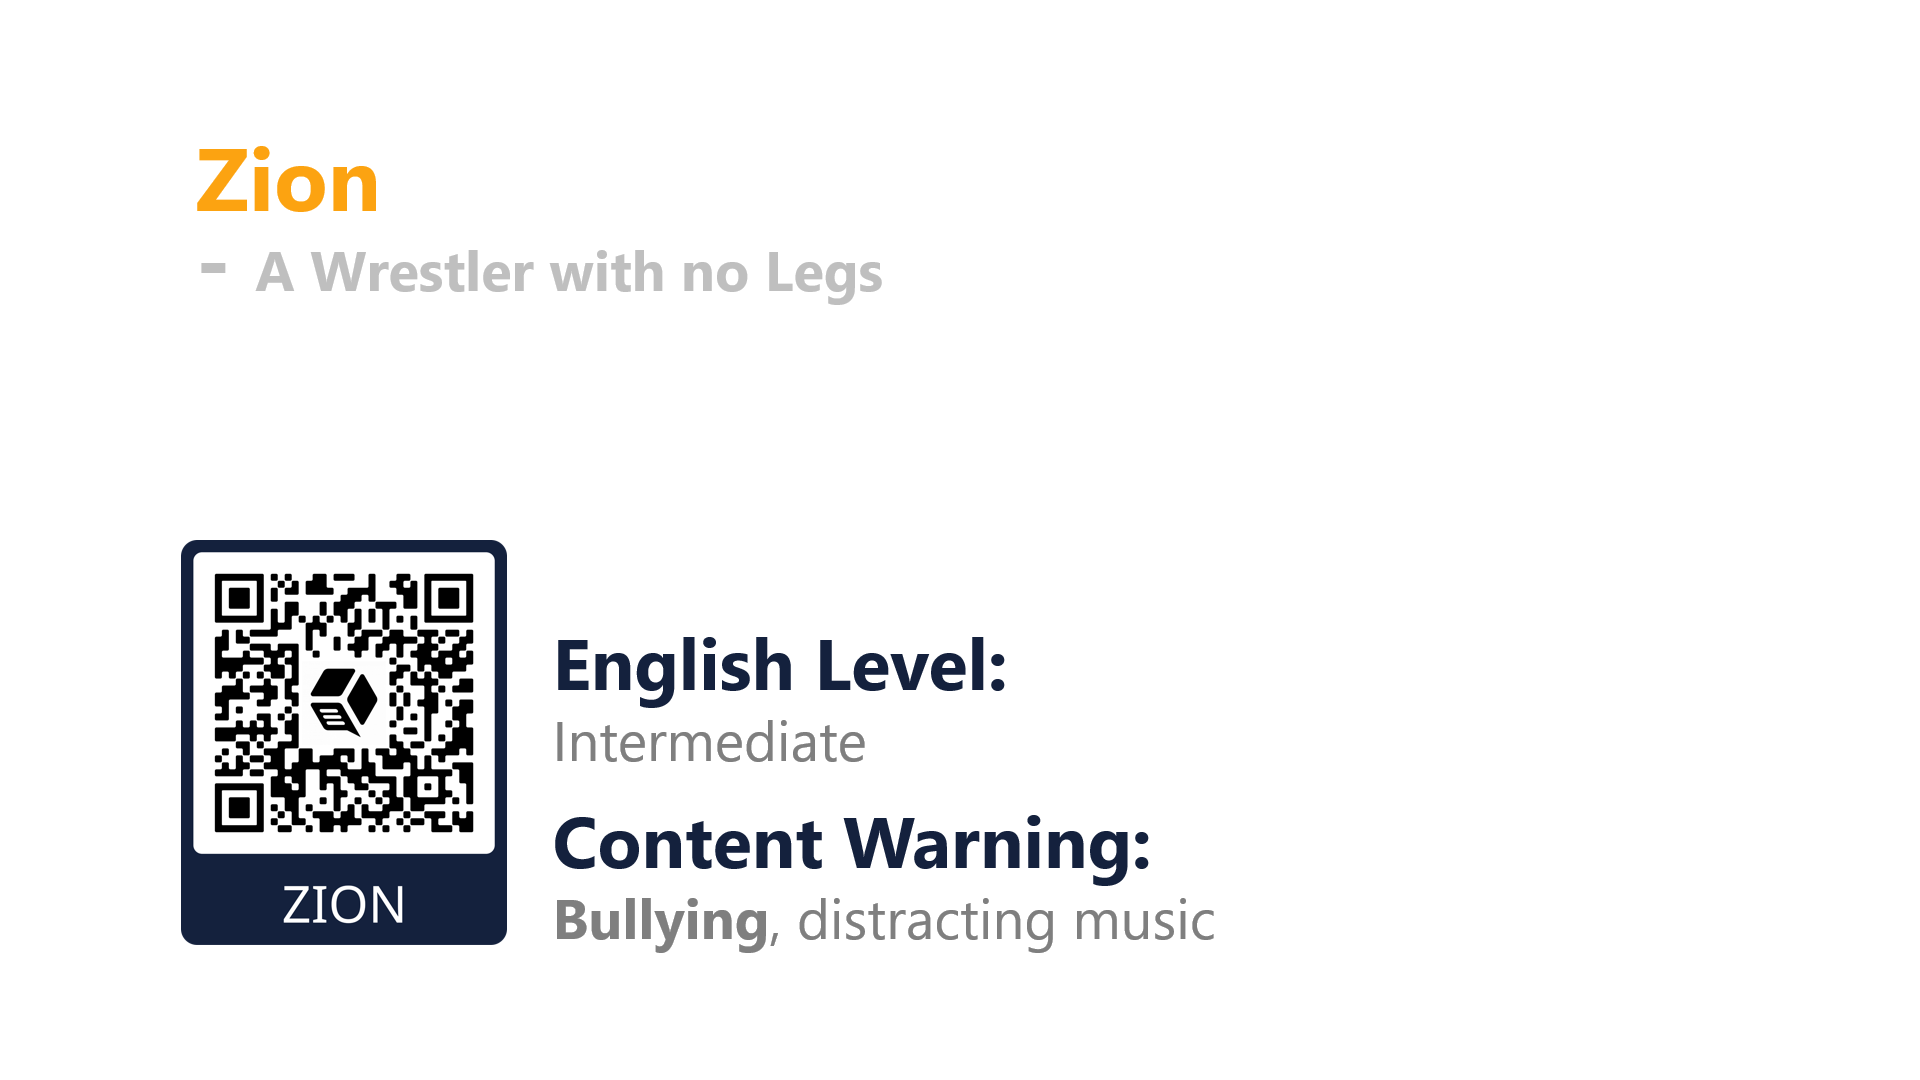 Zion
- A Wrestler with no Legs
ZION
English Level:
Intermediate
Content Warning:
Bullying, distracting music